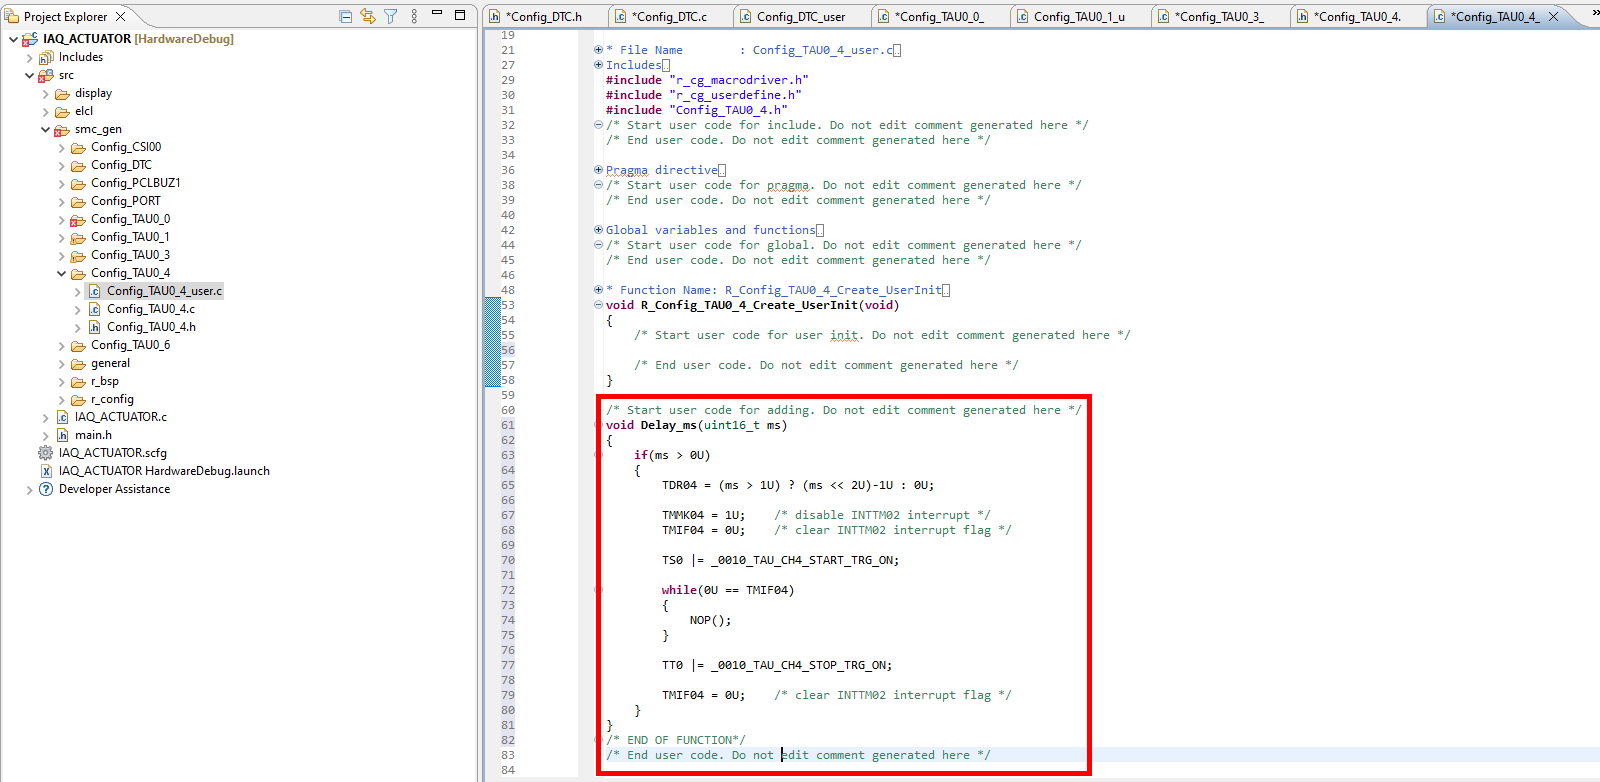 Project Explorer
IAQ_ACTUATOR [HardwareDebug]
Includes
src
display
elcl
smc_gen
Config_CSI00
Config_DTC
Config_PCLBUZ1
Config_PORT
Config_TAU0_0
Config_TAU0_1
Config_TAU0_3
Config_TAU0_4
Config_TAU0_4_user.c
Config_TAU0_4.c
Config_TAU0_4.h
Config_TAU0_6
general
r_bsp
r_config
IAQ_ACTUATOR.c
main.h
IAQ_ACTUATOR.scfg
IAQ_ACTUATOR HardwareDebug.launch
Developer Assistance
*Config_DTC.h *Config_DTC.c Config_DTC_user *Config_TAU0_0_ Config_TAU0_1_u *Config_TAU0_3_ *Config_TAU0_4. *Config_TAU0_4_
19
21 * File Name : Config_TAU0_4_user.c
27 Includes
29 #include "r_cg_macrodriver.h"
30 #include "r_cg_userdefine.h"
31 #include "Config_TAU0_4.h"
32 /* Start user code for include. Do not edit comment generated here */
33 /* End user code. Do not edit comment generated here */
34
36 Pragma directive
38 /* Start user code for pragma. Do not edit comment generated here */
39 /* End user code. Do not edit comment generated here */
40
42 Global variables and functions
44 /* Start user code for global. Do not edit comment generated here */
45 /* End user code. Do not edit comment generated here */
46
48 * Function Name: R_Config_TAU0_4_Create_UserInit
53 void R_Config_TAU0_4_Create_UserInit(void)
54 {
55 /* Start user code for user init. Do not edit comment generated here */
56
57 /* End user code. Do not edit comment generated here */
58 }
59
60 /* Start user code for adding. Do not edit comment generated here */
61 void Delay_ms(uint16_t ms)
62 {
63 if(ms > 0U)
64 {
65 TDR04 = (ms > 1U) ? (ms << 2U)-1U : 0U;
66
67 TMMK04 = 1U; /* disable INTTM02 interrupt */
68 TMIF04 = 0U; /* clear INTTM02 interrupt flag */
69
70 TS0 |= _0010_TAU_CH4_START_TRG_ON;
71
72 while(0U == TMIF04)
73 {
74 NOP();
75 }
76
77 TT0 |= _0010_TAU_CH4_STOP_TRG_ON;
78
79 TMIF04 = 0U; /* clear INTTM02 interrupt flag */
80 }
81 }
82 /* END OF FUNCTION*/
83 /* End user code. Do not edit comment generated here */
84